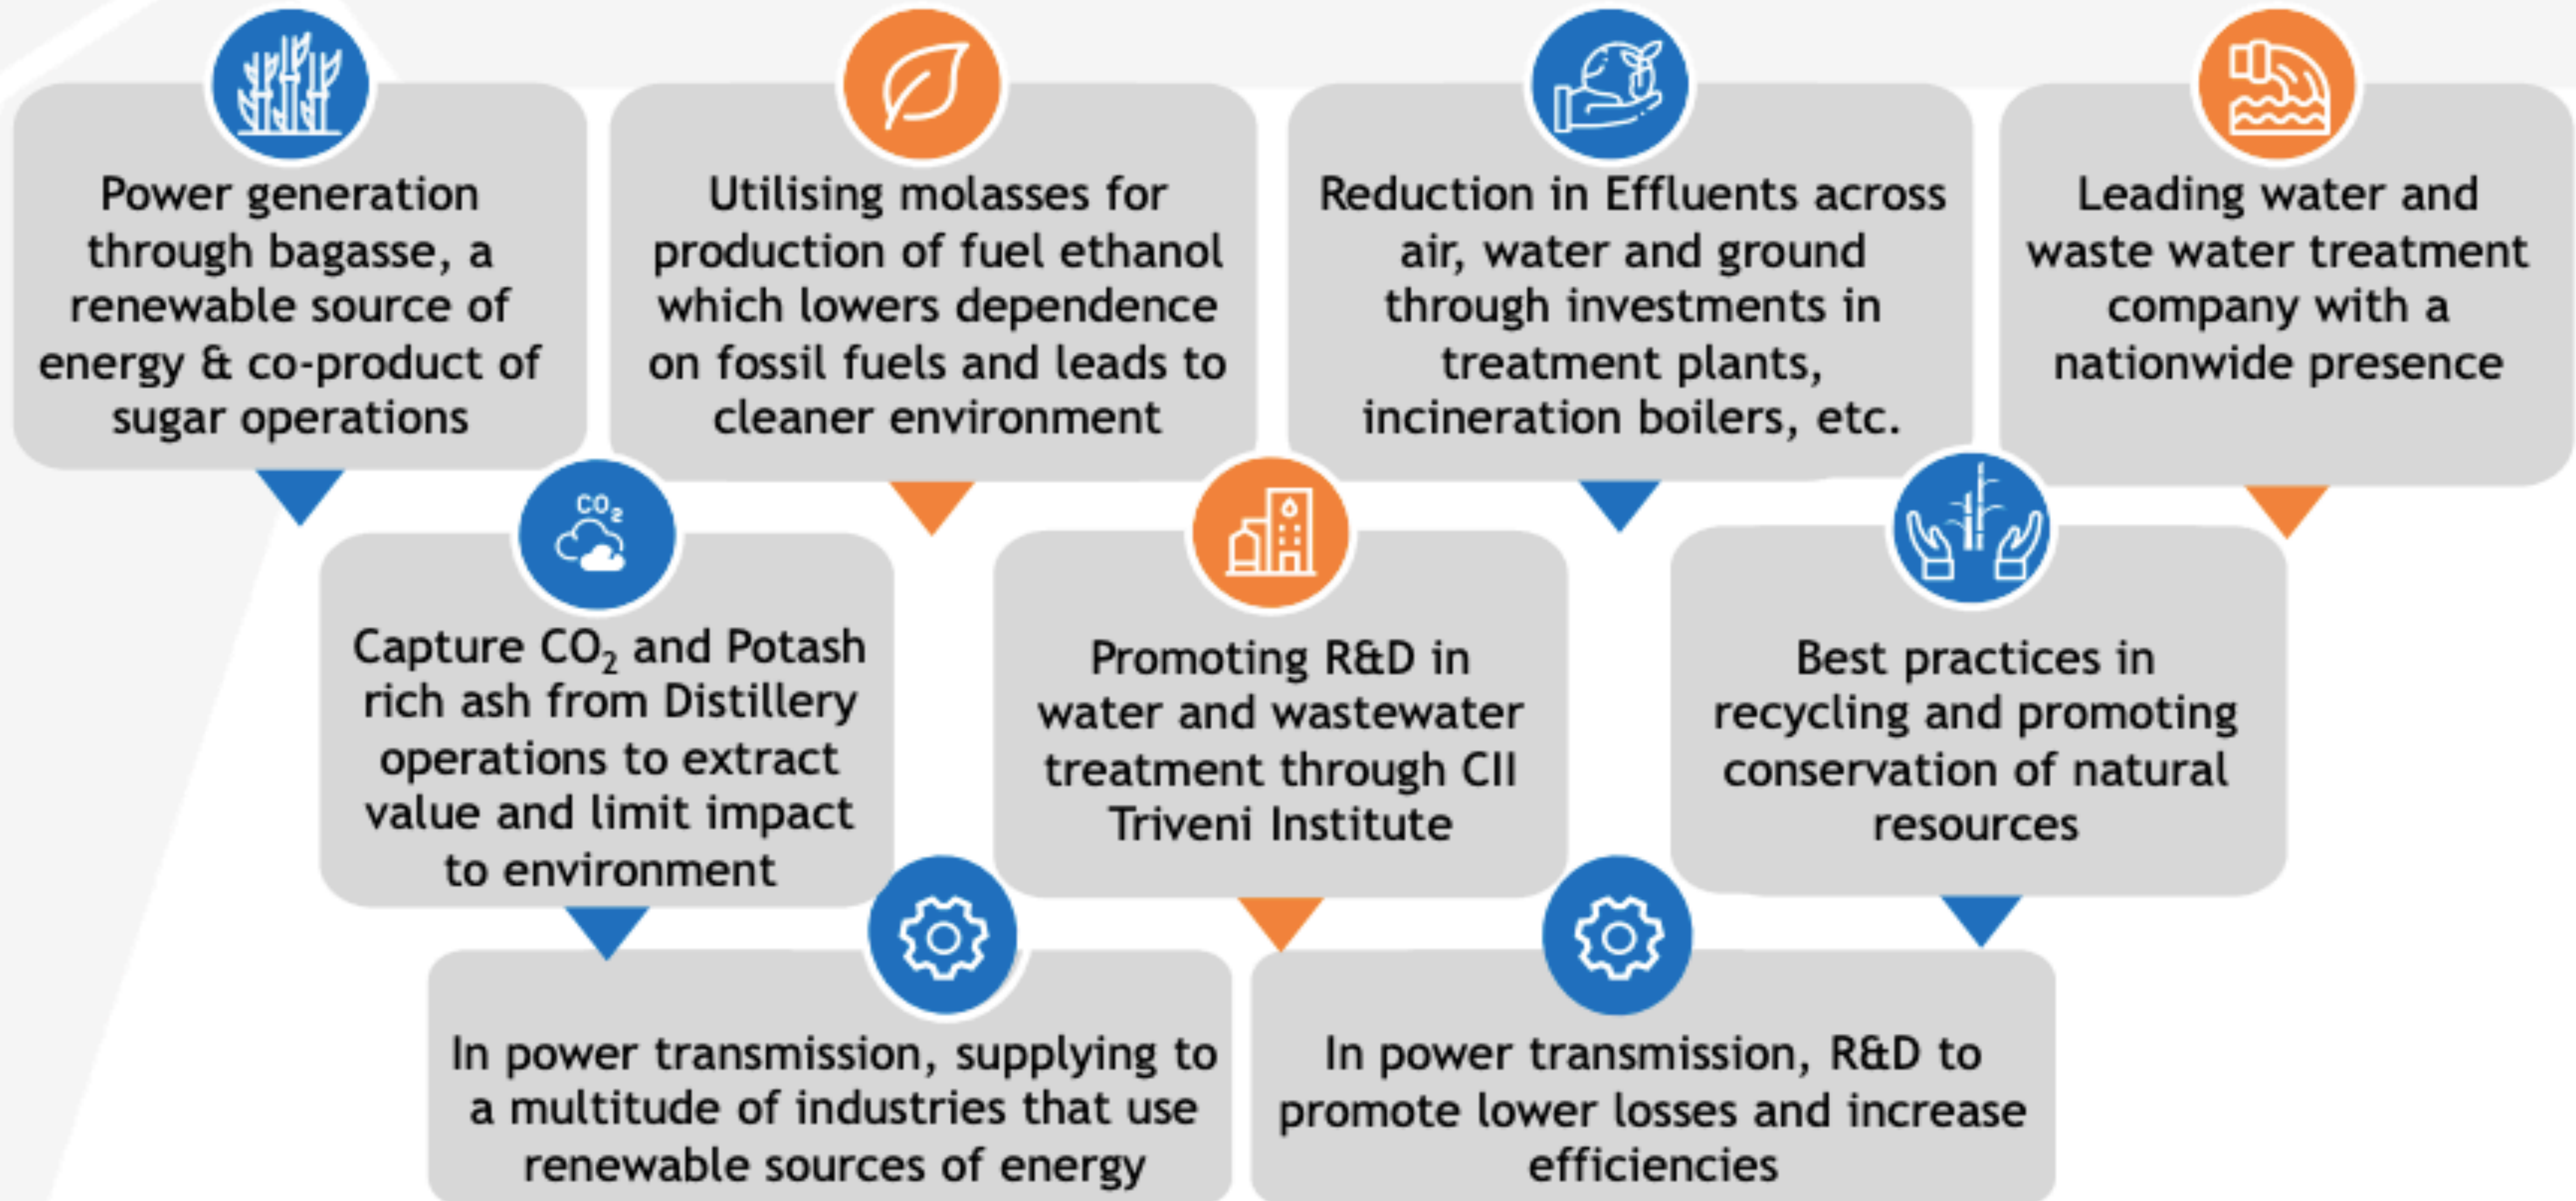 Power generation
through bagasse, a
renewable source of
energy & co-product of
sugar operations
Utilising molasses for
production of fuel ethanol
which lowers dependence
on fossil fuels and leads to
cleaner environment
Reduction in Effluents across
air, water and ground
through investments in
treatment plants,
incineration boilers, etc.
Leading water and
waste water treatment
company with a
nationwide presence
CO₂
Capture CO₂ and Potash
rich ash from Distillery
operations to extract
value and limit impact
to environment
Promoting R&D in
water and wastewater
treatment through CII
Triveni Institute
Best practices in
recycling and promoting
conservation of natural
resources
In power transmission, supplying to
a multitude of industries that use
renewable sources of energy
In power transmission, R&D to
promote lower losses and increase
efficiencies